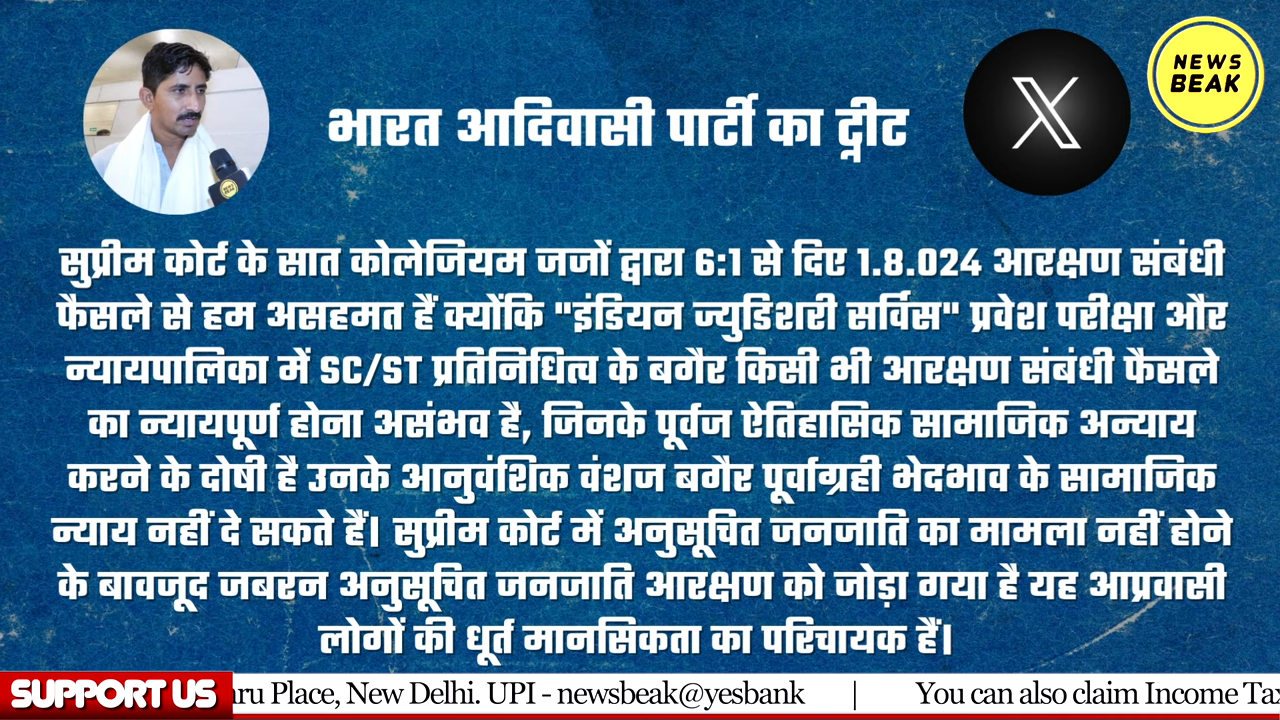 NEWS
BEAK
भारत आदिवासी पार्टी का ट्वीट
सुप्रीम कोर्ट के सात कोलेजियम जजों द्वारा 6:1 से दिए 1.8.024 आरक्षण संबंधी
फैसले से हम असहमत हैं क्योंकि "इंडियन ज्युडिशरी सर्विस" प्रवेश परीक्षा और
न्यायपालिका में SC/ST प्रतिनिधित्व के बगैर किसी भी आरक्षण संबंधी फैसले
का न्यायपूर्ण होना असंभव है, जिनके पूर्वज ऐतिहासिक सामाजिक अन्याय
करने के दोषी है उनके आनुवंशिक वंशज बगैर पूर्वाग्रही भेदभाव के सामाजिक
न्याय नहीं दे सकते हैं। सुप्रीम कोर्ट में अनुसूचित जनजाति का मामला नहीं होने
के बावजूद जबरन अनुसूचित जनजाति आरक्षण को जोड़ा गया है यह आप्रवासी
लोगों की धूर्त मानसिकता का परिचायक हैं।
SUPPORT US
Place, New Delhi. UPI - newsbeak@yesbank | You can also claim Income Tax